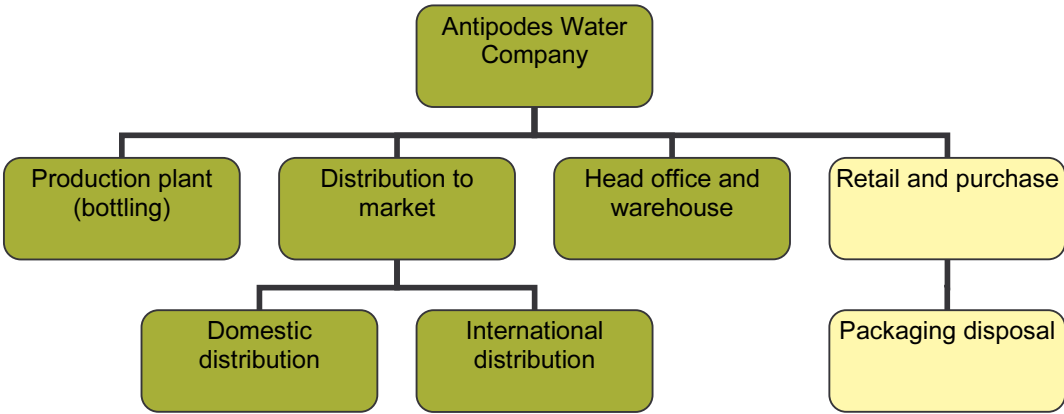 Antipodes Water
Company
Production plant
(bottling)
Distribution to
market
Head office and
warehouse
Retail and purchase
Domestic
distribution
International
distribution
Packaging disposal